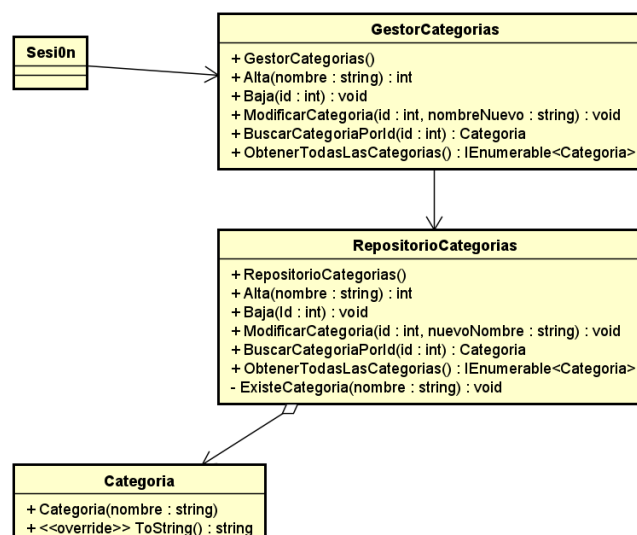 Sesi0n
GestorCategorias
+ GestorCategorias()
+ Alta(nombre : string) : int
+ Baja(id : int) : void
+ ModificarCategoria(id : int, nombreNuevo : string) : void
+ BuscarCategoriaPorId(id : int) : Categoria
+ ObtenerTodasLasCategorias() : IEnumerable<Categoria>
RepositorioCategorias
+ RepositorioCategorias()
+ Alta(nombre : string) : int
+ Baja(Id : int) : void
+ ModificarCategoria(id : int, nuevoNombre : string) : void
+ BuscarCategoriaPorId(id : int) : Categoria
+ ObtenerTodasLasCategorias() : IEnumerable<Categoria>
- ExisteCategoria(nombre : string) : void
Categoria
+ Categoria(nombre : string)
+ <<override>> ToString() : string